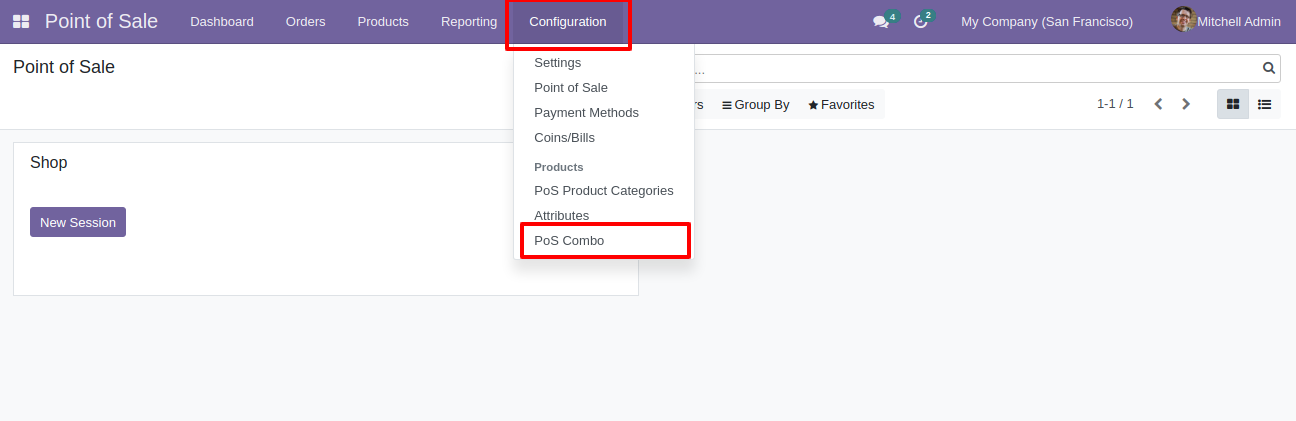 Point of Sale Dashboard Orders Products Reporting Configuration 4 2 My Company (San Francisco) Mitchell Admin
Point of Sale
...
Settings
Point of Sale
Payment Methods
Coins/Bills
Products
PoS Product Categories
Attributes
PoS Combo
rs Group By Favorites 1-1 / 1
Shop
New Session